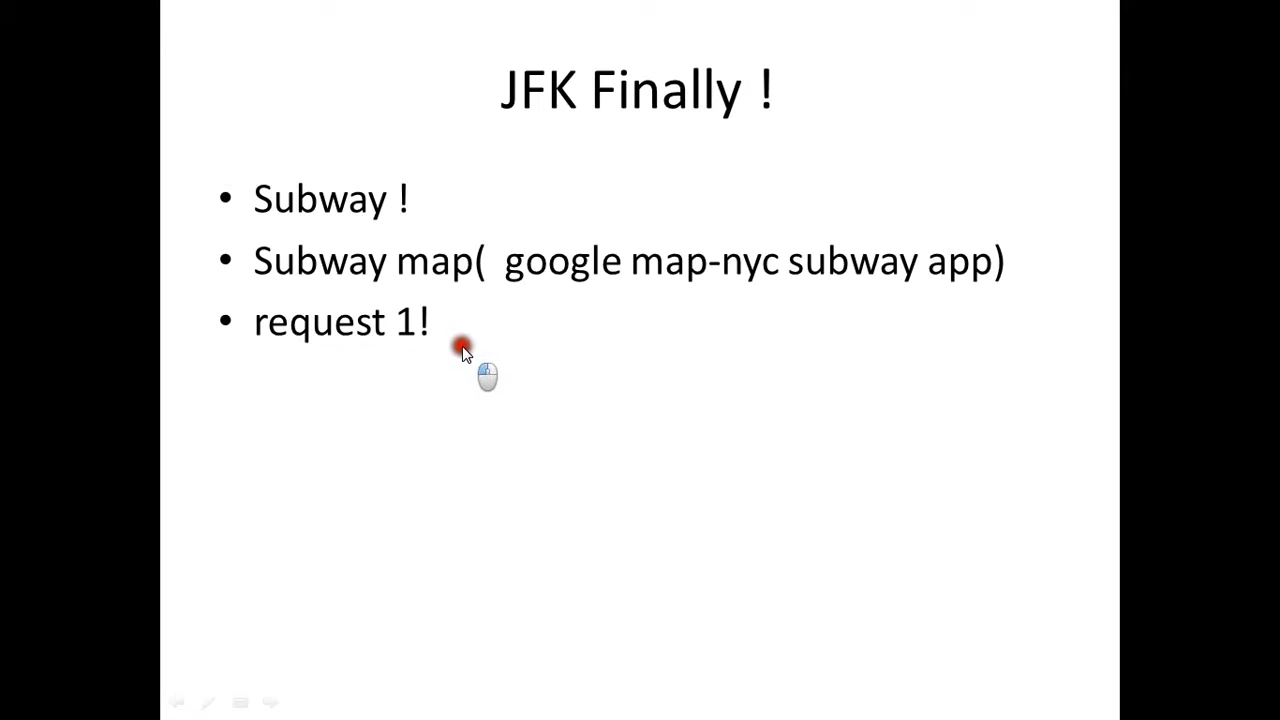 JFK Finally !
• Subway !
• Subway map(  google map-nyc subway app)
• request 1!